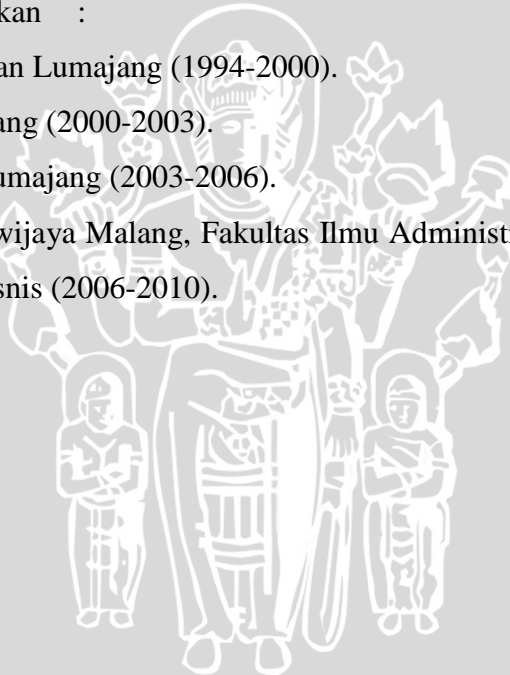 kan :
an Lumajang (1994-2000).
ang (2000-2003).
umajang (2003-2006).
wijaya Malang, Fakultas Ilmu Administ
snis (2006-2010).